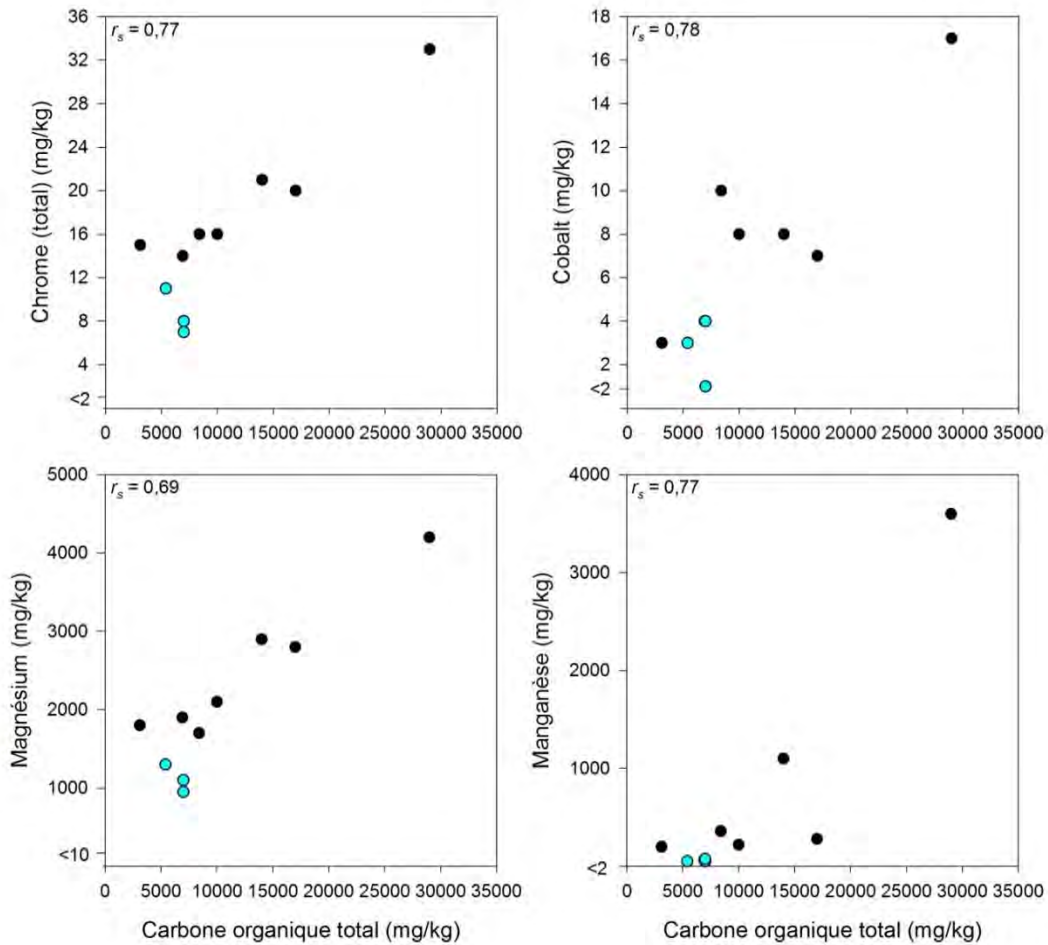 r_s = 0,77
Chrome (total) (mg/kg)
36
32
28
24
20
16
12
8
4
<2
0 5000 10000 15000 20000 25000 30000 35000
r_s = 0,78
Cobalt (mg/kg)
18
16
14
12
10
8
6
4
2
<2
0 5000 10000 15000 20000 25000 30000 35000
r_s = 0,69
Magnésium (mg/kg)
5000
4000
3000
2000
1000
<10
0 5000 10000 15000 20000 25000 30000 35000
Carbone organique total (mg/kg)
r_s = 0,77
Manganèse (mg/kg)
4000
3000
2000
1000
<2
0 5000 10000 15000 20000 25000 30000 35000
Carbone organique total (mg/kg)